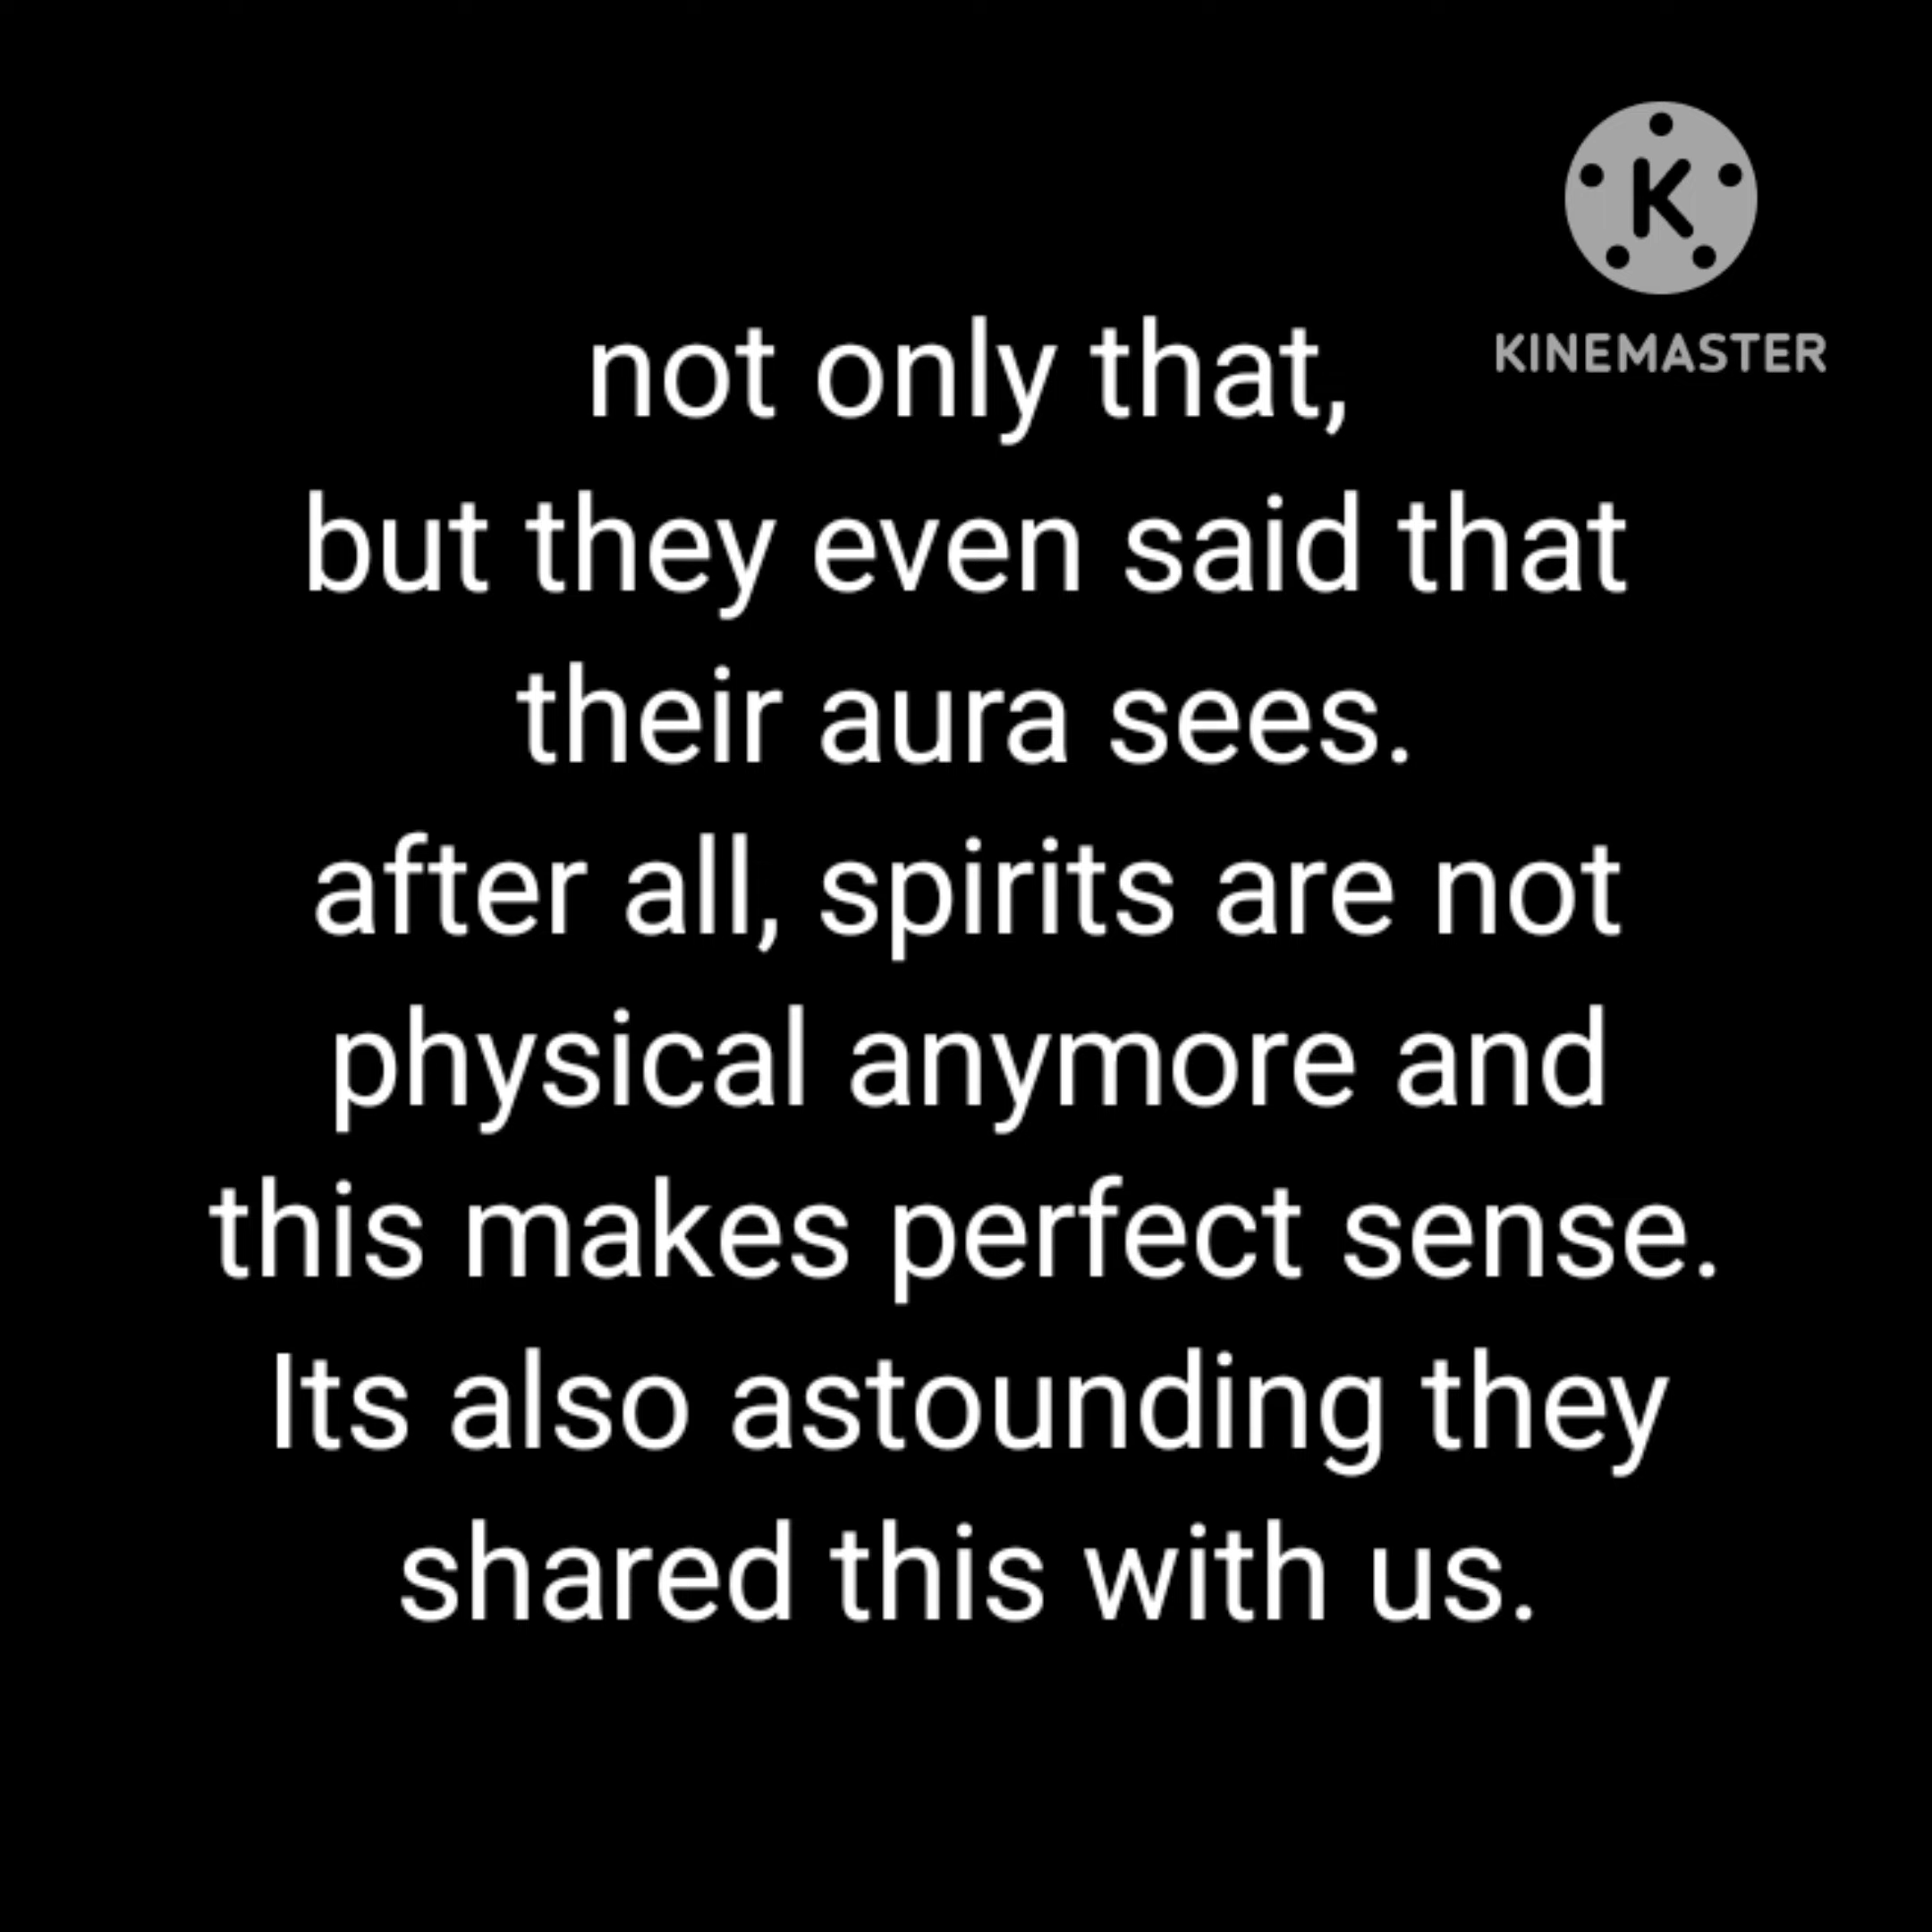 K
KINEMASTER
not only that,
but they even said that
their aura sees.
after all, spirits are not
physical anymore and
this makes perfect sense.
Its also astounding they
shared this with us.